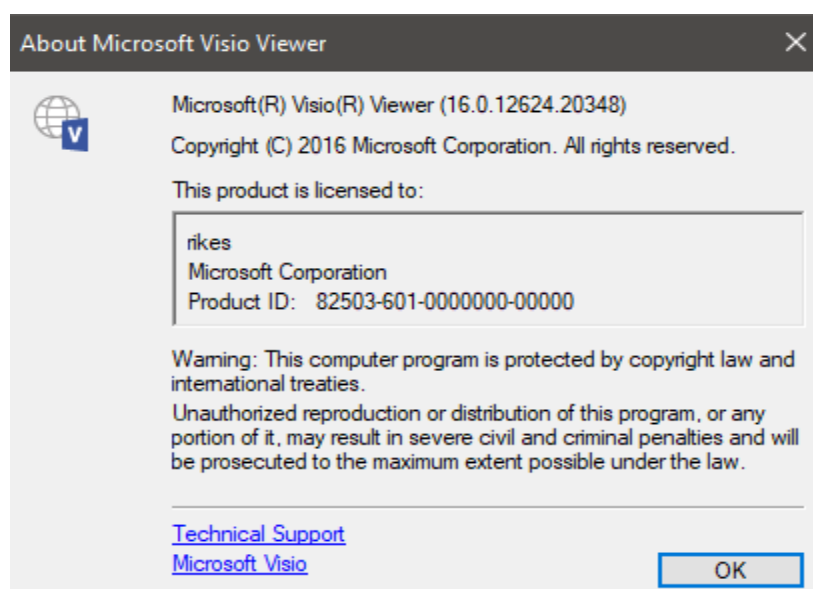 About Microsoft Visio Viewer
V
Microsoft(R) Visio(R) Viewer (16.0.12624.20348)
Copyright (C) 2016 Microsoft Corporation. All rights reserved.
This product is licensed to:
rikes
Microsoft Corporation
Product ID: 82503-601-0000000-00000
Warning: This computer program is protected by copyright law and
international treaties.
Unauthorized reproduction or distribution of this program, or any
portion of it, may result in severe civil and criminal penalties and will
be prosecuted to the maximum extent possible under the law.
Technical Support
Microsoft Visio
OK